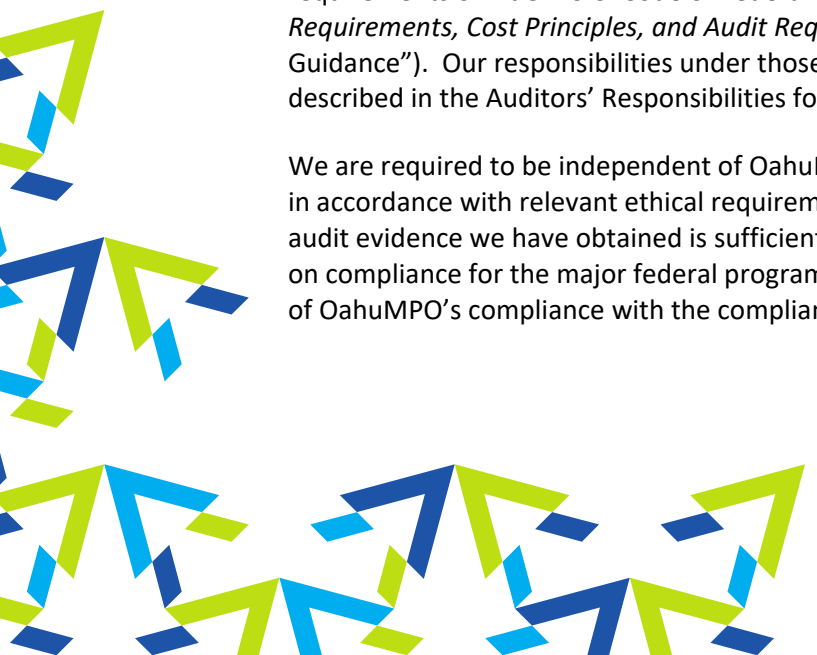 Requirements, Cost Principles, and Audit Req
Guidance”). Our responsibilities under those
described in the Auditors’ Responsibilities fo
We are required to be independent of Oahu
in accordance with relevant ethical requirem
audit evidence we have obtained is sufficient
on compliance for the major federal program
of OahuMPO’s compliance with the complian